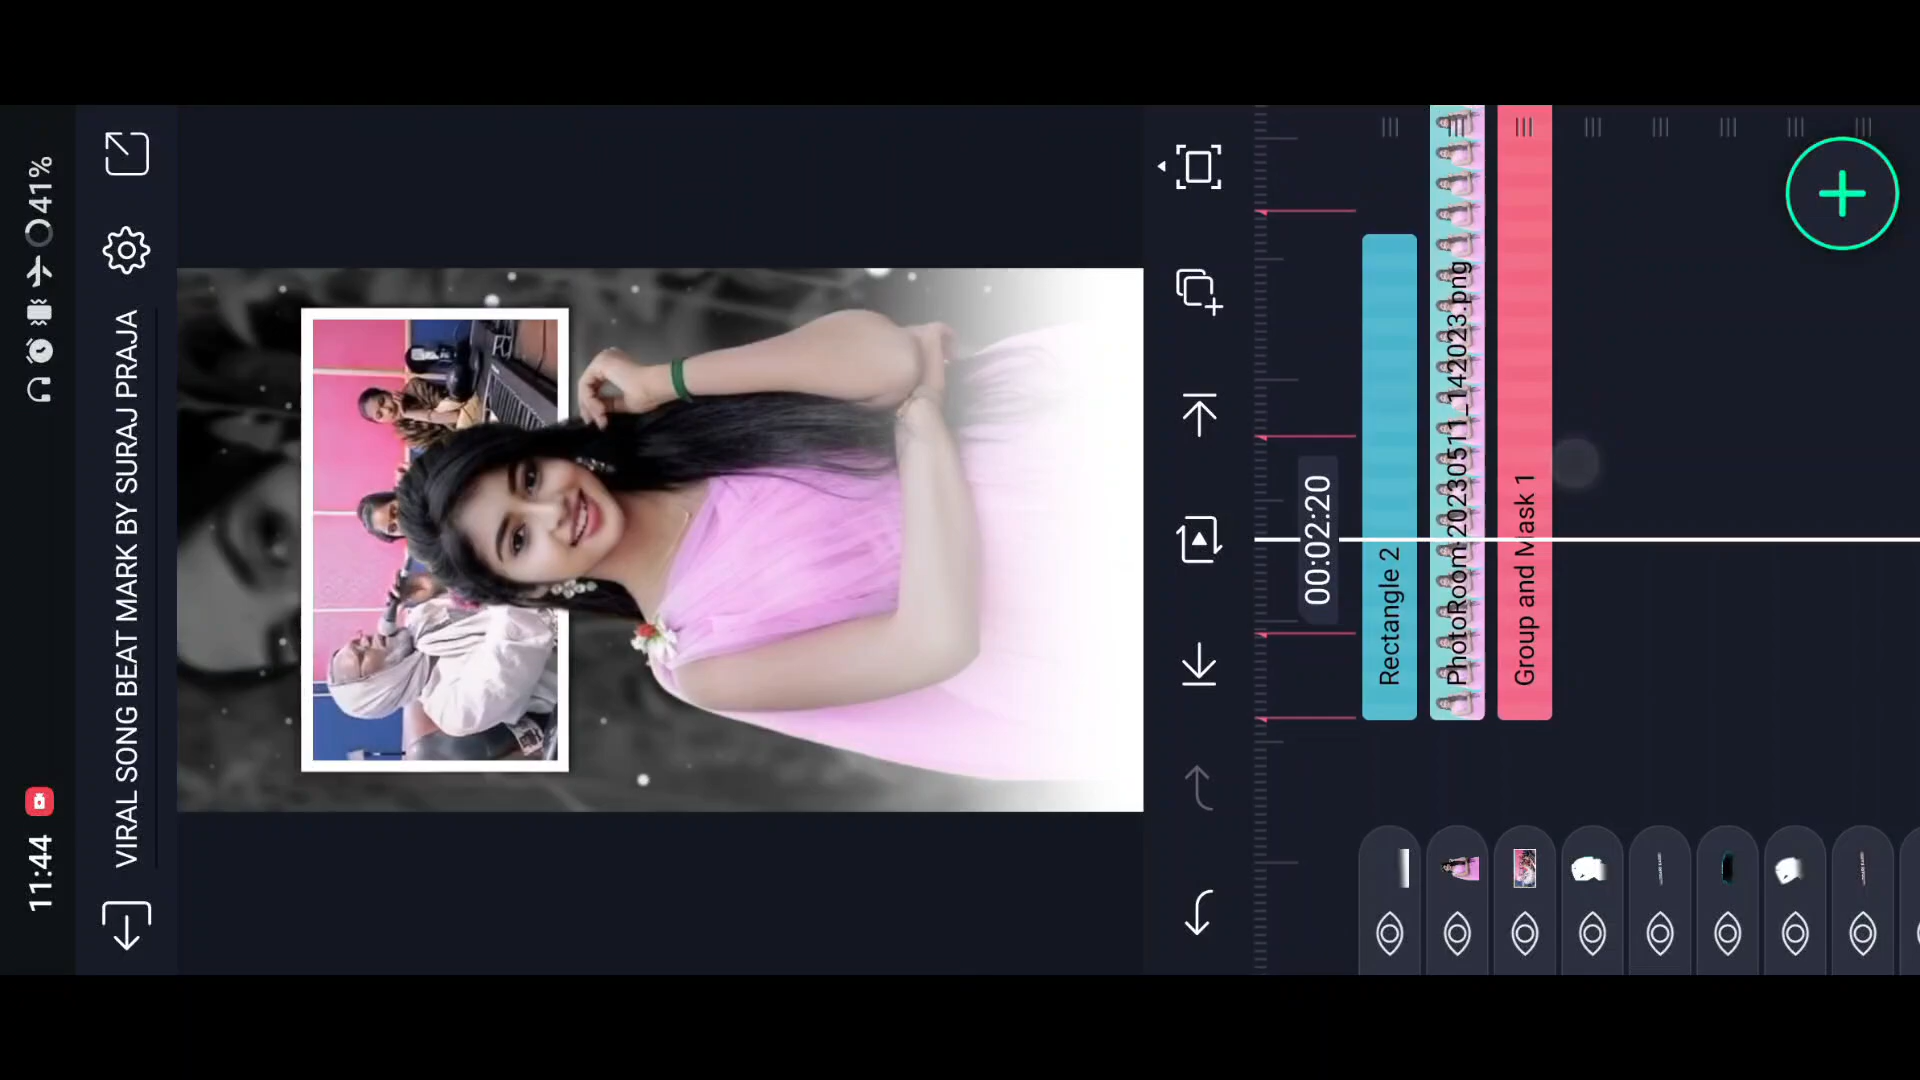 11:44
41%
VIRAL SONG BEAT MARK BY SURAJ PRAJA
00:02:20
Rectangle 2
PhotoRoom-20230511_142023.png
Group and Mask 1